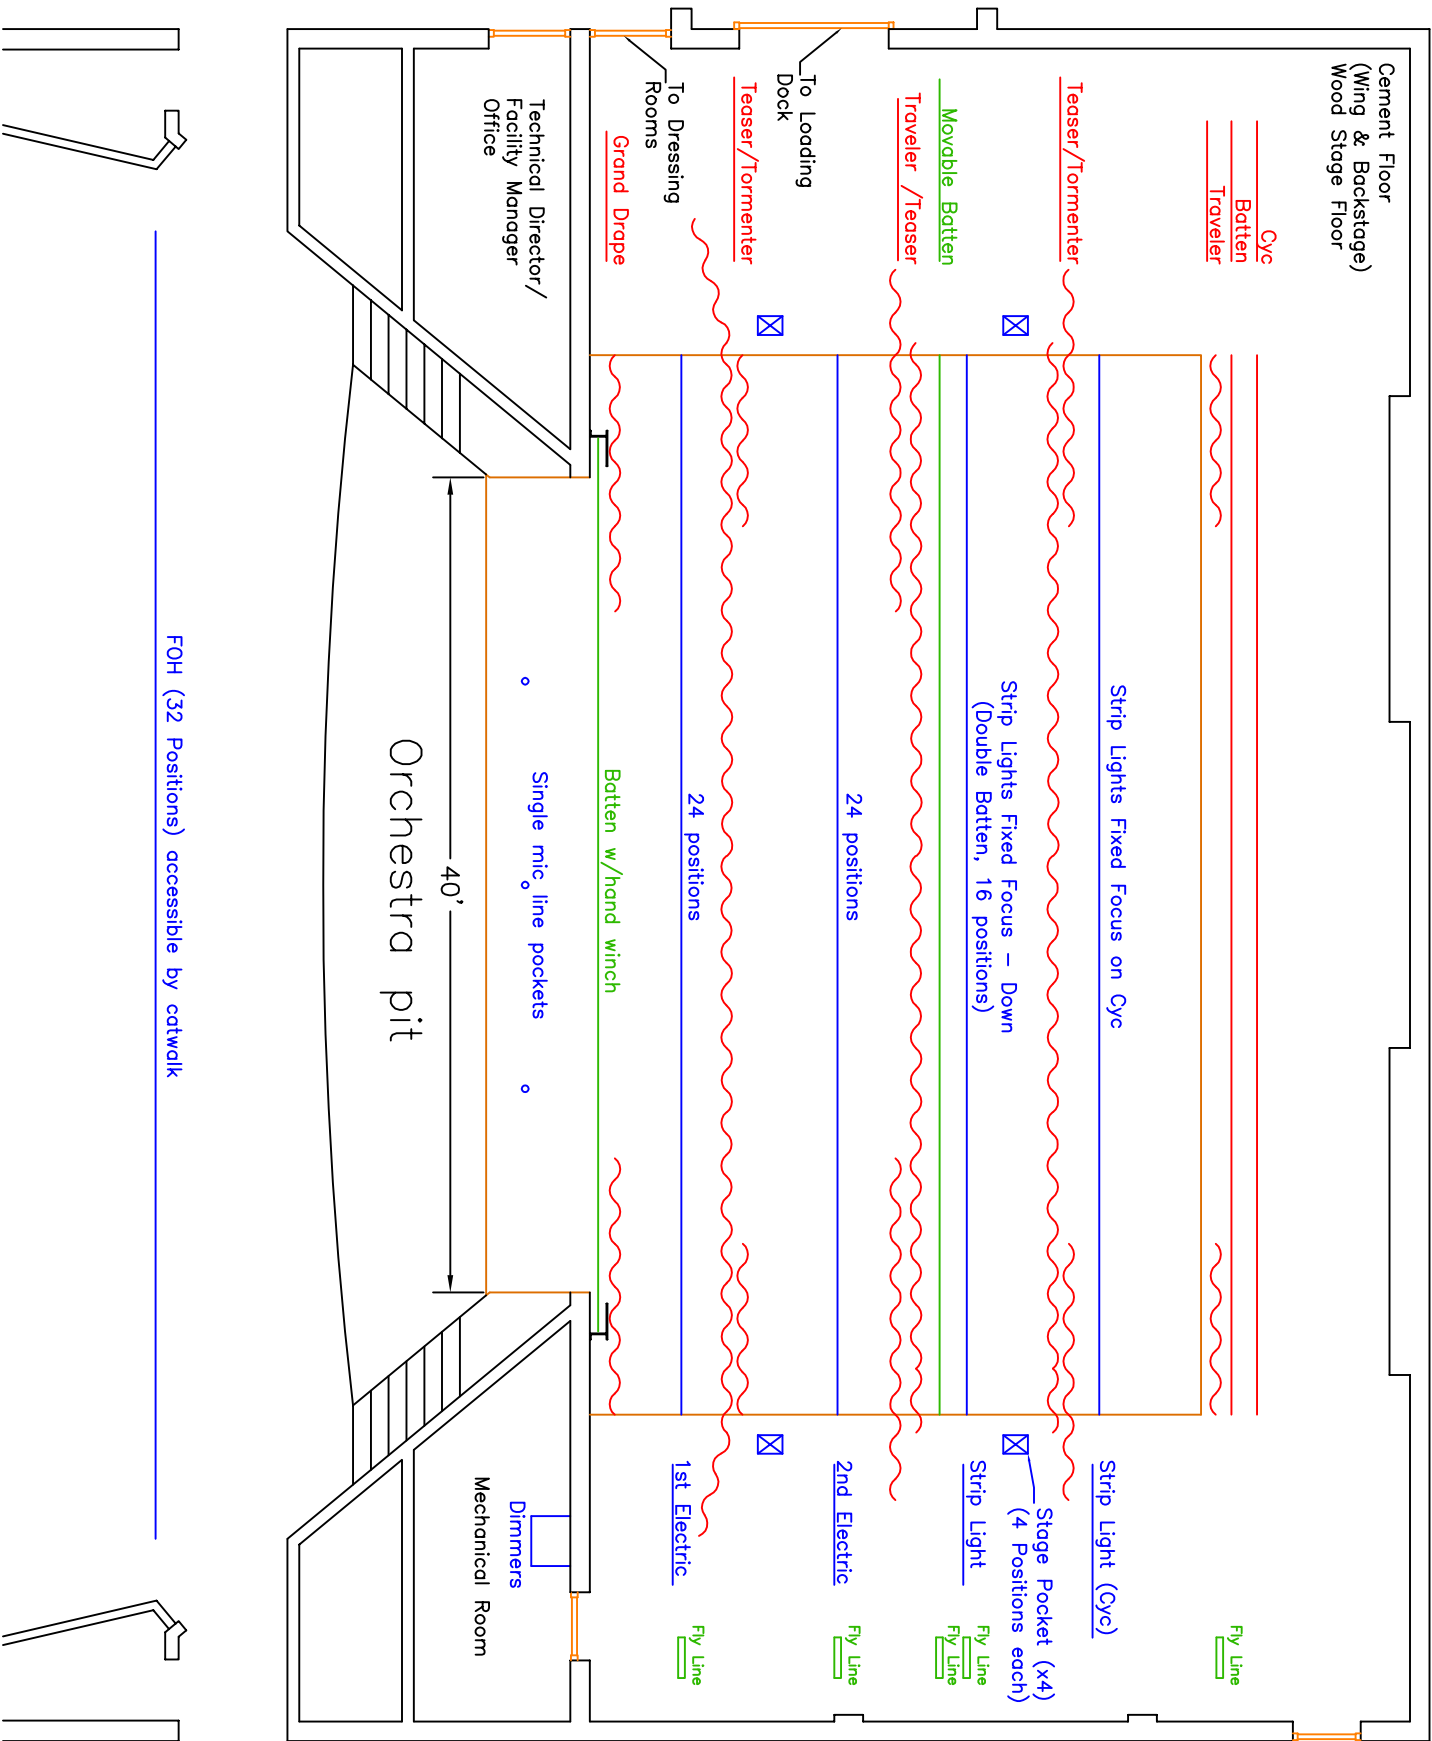 Cement Floor
(Wing & Backstage)
Wood Stage Floor
Cyc
Batten
Traveler
Teaser/Tormenter
Movable Batten
Traveler /Teaser
To Loading
Dock
Teaser/Tormenter
To Dressing
Rooms
Grand Drape
Technical Director/
Facility Manager
Office
Strip Lights Fixed Focus on Cyc
Strip Lights Fixed Focus – Down
(Double Batten, 16 positions)
24 positions
24 positions
Batten w/hand winch
Single mic line pockets
40'
Orchestra pit
FOH (32 Positions) accessible by catwalk
Strip Light (Cyc)
Stage Pocket (x4)
(4 Positions each)
Strip Light
2nd Electric
1st Electric
Dimmers
Mechanical Room
Fly Line
Fly Line
Fly Line
Fly Line
Fly Line